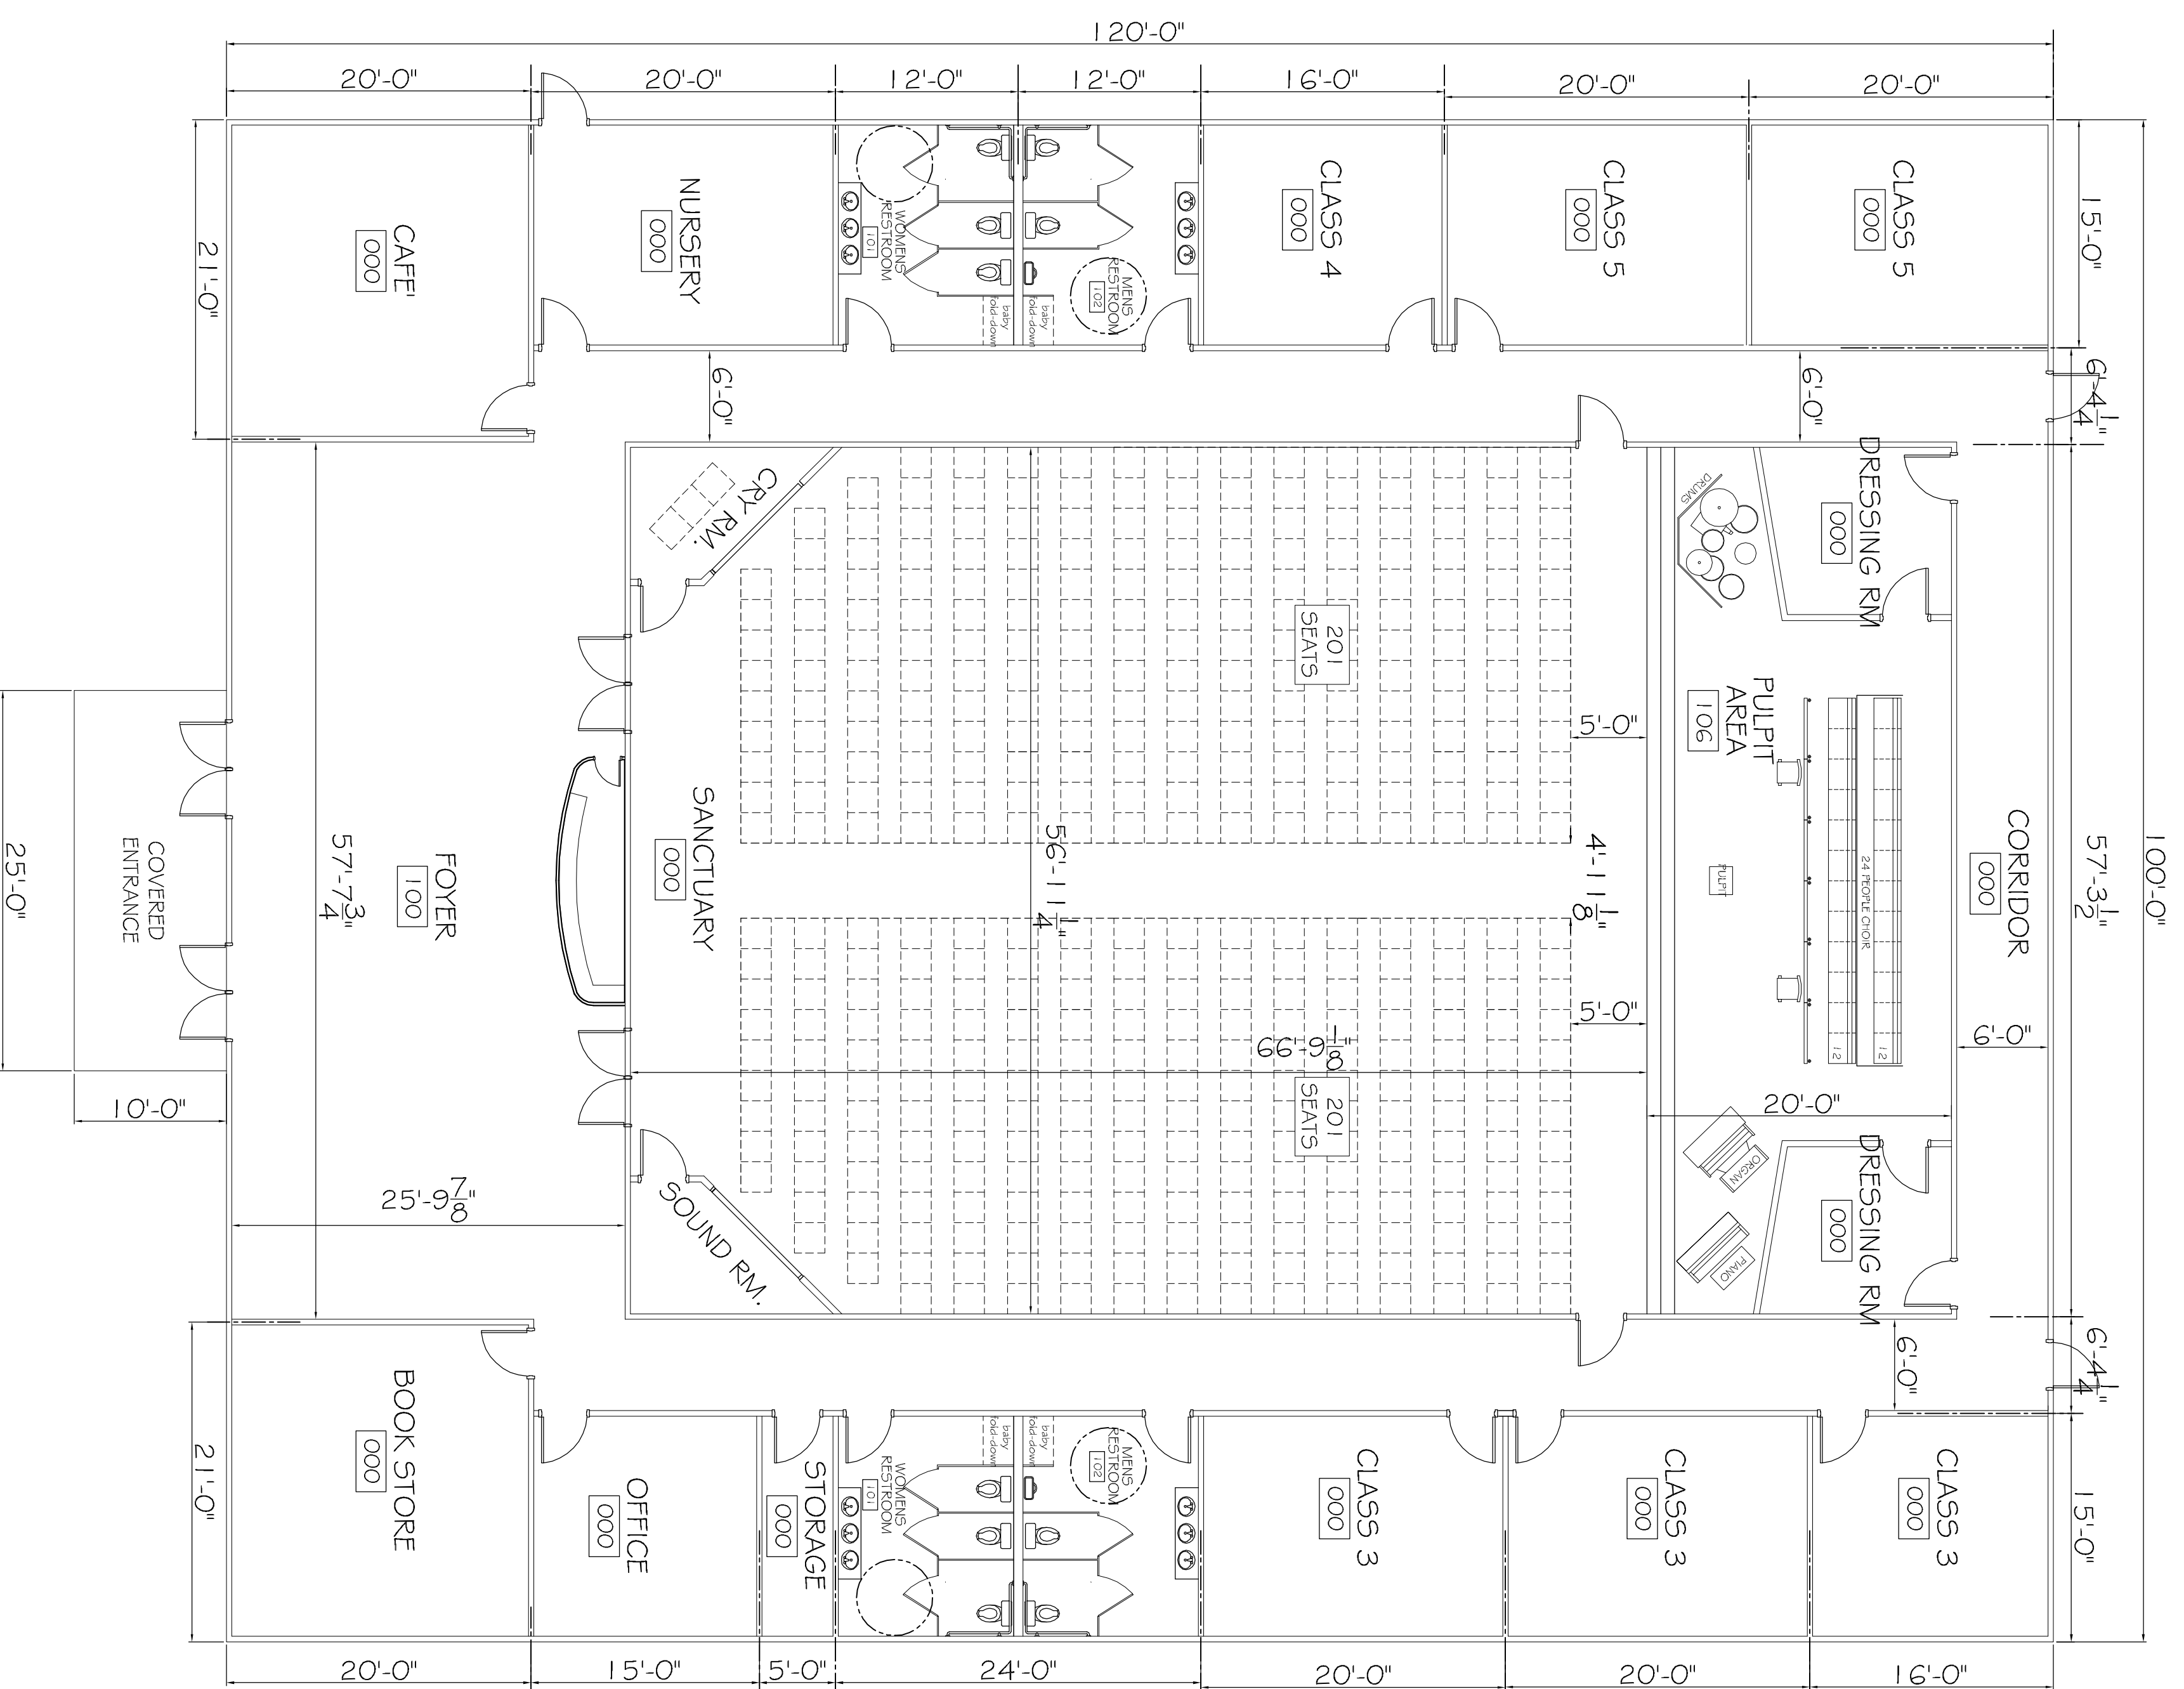 120'-0"
20'-0"
20'-0"
12'-0"
12'-0"
16'-0"
20'-0"
20'-0"
21'-0"
CAFE'
000
NURSERY
000
WOMENS
RESTROOM
101
baby
fold-down
baby
fold-down
MENS
RESTROOM
102
CLASS 4
000
CLASS 5
000
CLASS 5
000
15'-0"
6'-4 1/4"
100'-0"
6'-0"
6'-0"
CRY RM.
DRUMS
DRESSING RM
000
201
SEATS
5'-0"
PULPIT
AREA
106
25'-0"
COVERED
ENTRANCE
57'-7 3/4"
FOYER
100
SANCTUARY
000
56'-11 1/4"
4'-11 1/8"
PULPIT
24 PEOPLE CHOIR
12
12
CORRIDOR
000
57'-3 1/2"
10'-0"
25'-9 7/8"
66'-9 1/8"
201
SEATS
5'-0"
20'-0"
6'-0"
SOUND RM.
ORGAN
PIANO
DRESSING RM
000
6'-0"
6'-4 1/4"
21'-0"
BOOK STORE
000
OFFICE
000
STORAGE
000
WOMENS
RESTROOM
101
baby
fold-down
baby
fold-down
MENS
RESTROOM
102
CLASS 3
000
CLASS 3
000
CLASS 3
000
15'-0"
20'-0"
15'-0"
5'-0"
24'-0"
20'-0"
20'-0"
16'-0"